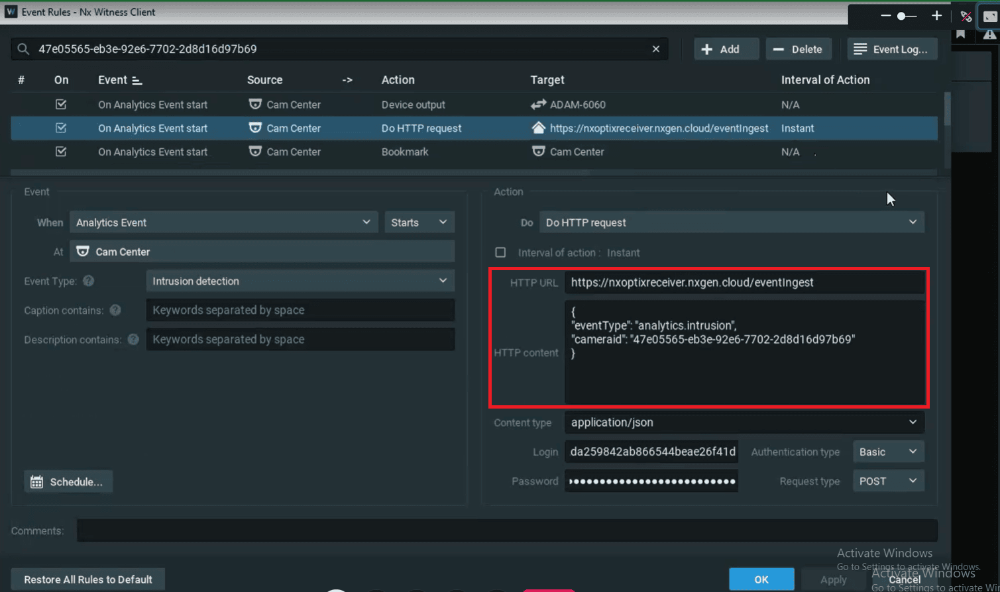 Event Rules - Nx Witness Client
47e05565-eb3e-92e6-7702-2d8d16d97b69
Add
Delete
Event Log...
# On Event Source -> Action Target Interval of Action
On Analytics Event start Cam Center Device output ADAM-6060 N/A
On Analytics Event start Cam Center Do HTTP request https://nxoptixreceiver.nxgen.cloud/eventIngest Instant
On Analytics Event start Cam Center Bookmark Cam Center N/A
Event
When Analytics Event Starts
At Cam Center
Event Type: ? Intrusion detection
Caption contains: ? Keywords separated by space
Description contains: ? Keywords separated by space
Schedule...
Action
Do Do HTTP request
Interval of action : Instant
HTTP URL https://nxoptixreceiver.nxgen.cloud/eventIngest
HTTP content
{
"eventType": "analytics.intrusion",
"cameraid": "47e05565-eb3e-92e6-7702-2d8d16d97b69"
}
Content type application/json
Login da259842ab866544beae26f41d Authentication type Basic
Password Request type POST
Comments:
Restore All Rules to Default
OK
Apply
Cancel
Activate Windows
Go to Settings to activate Windows.
Activate Windows
Go to Settings to activate